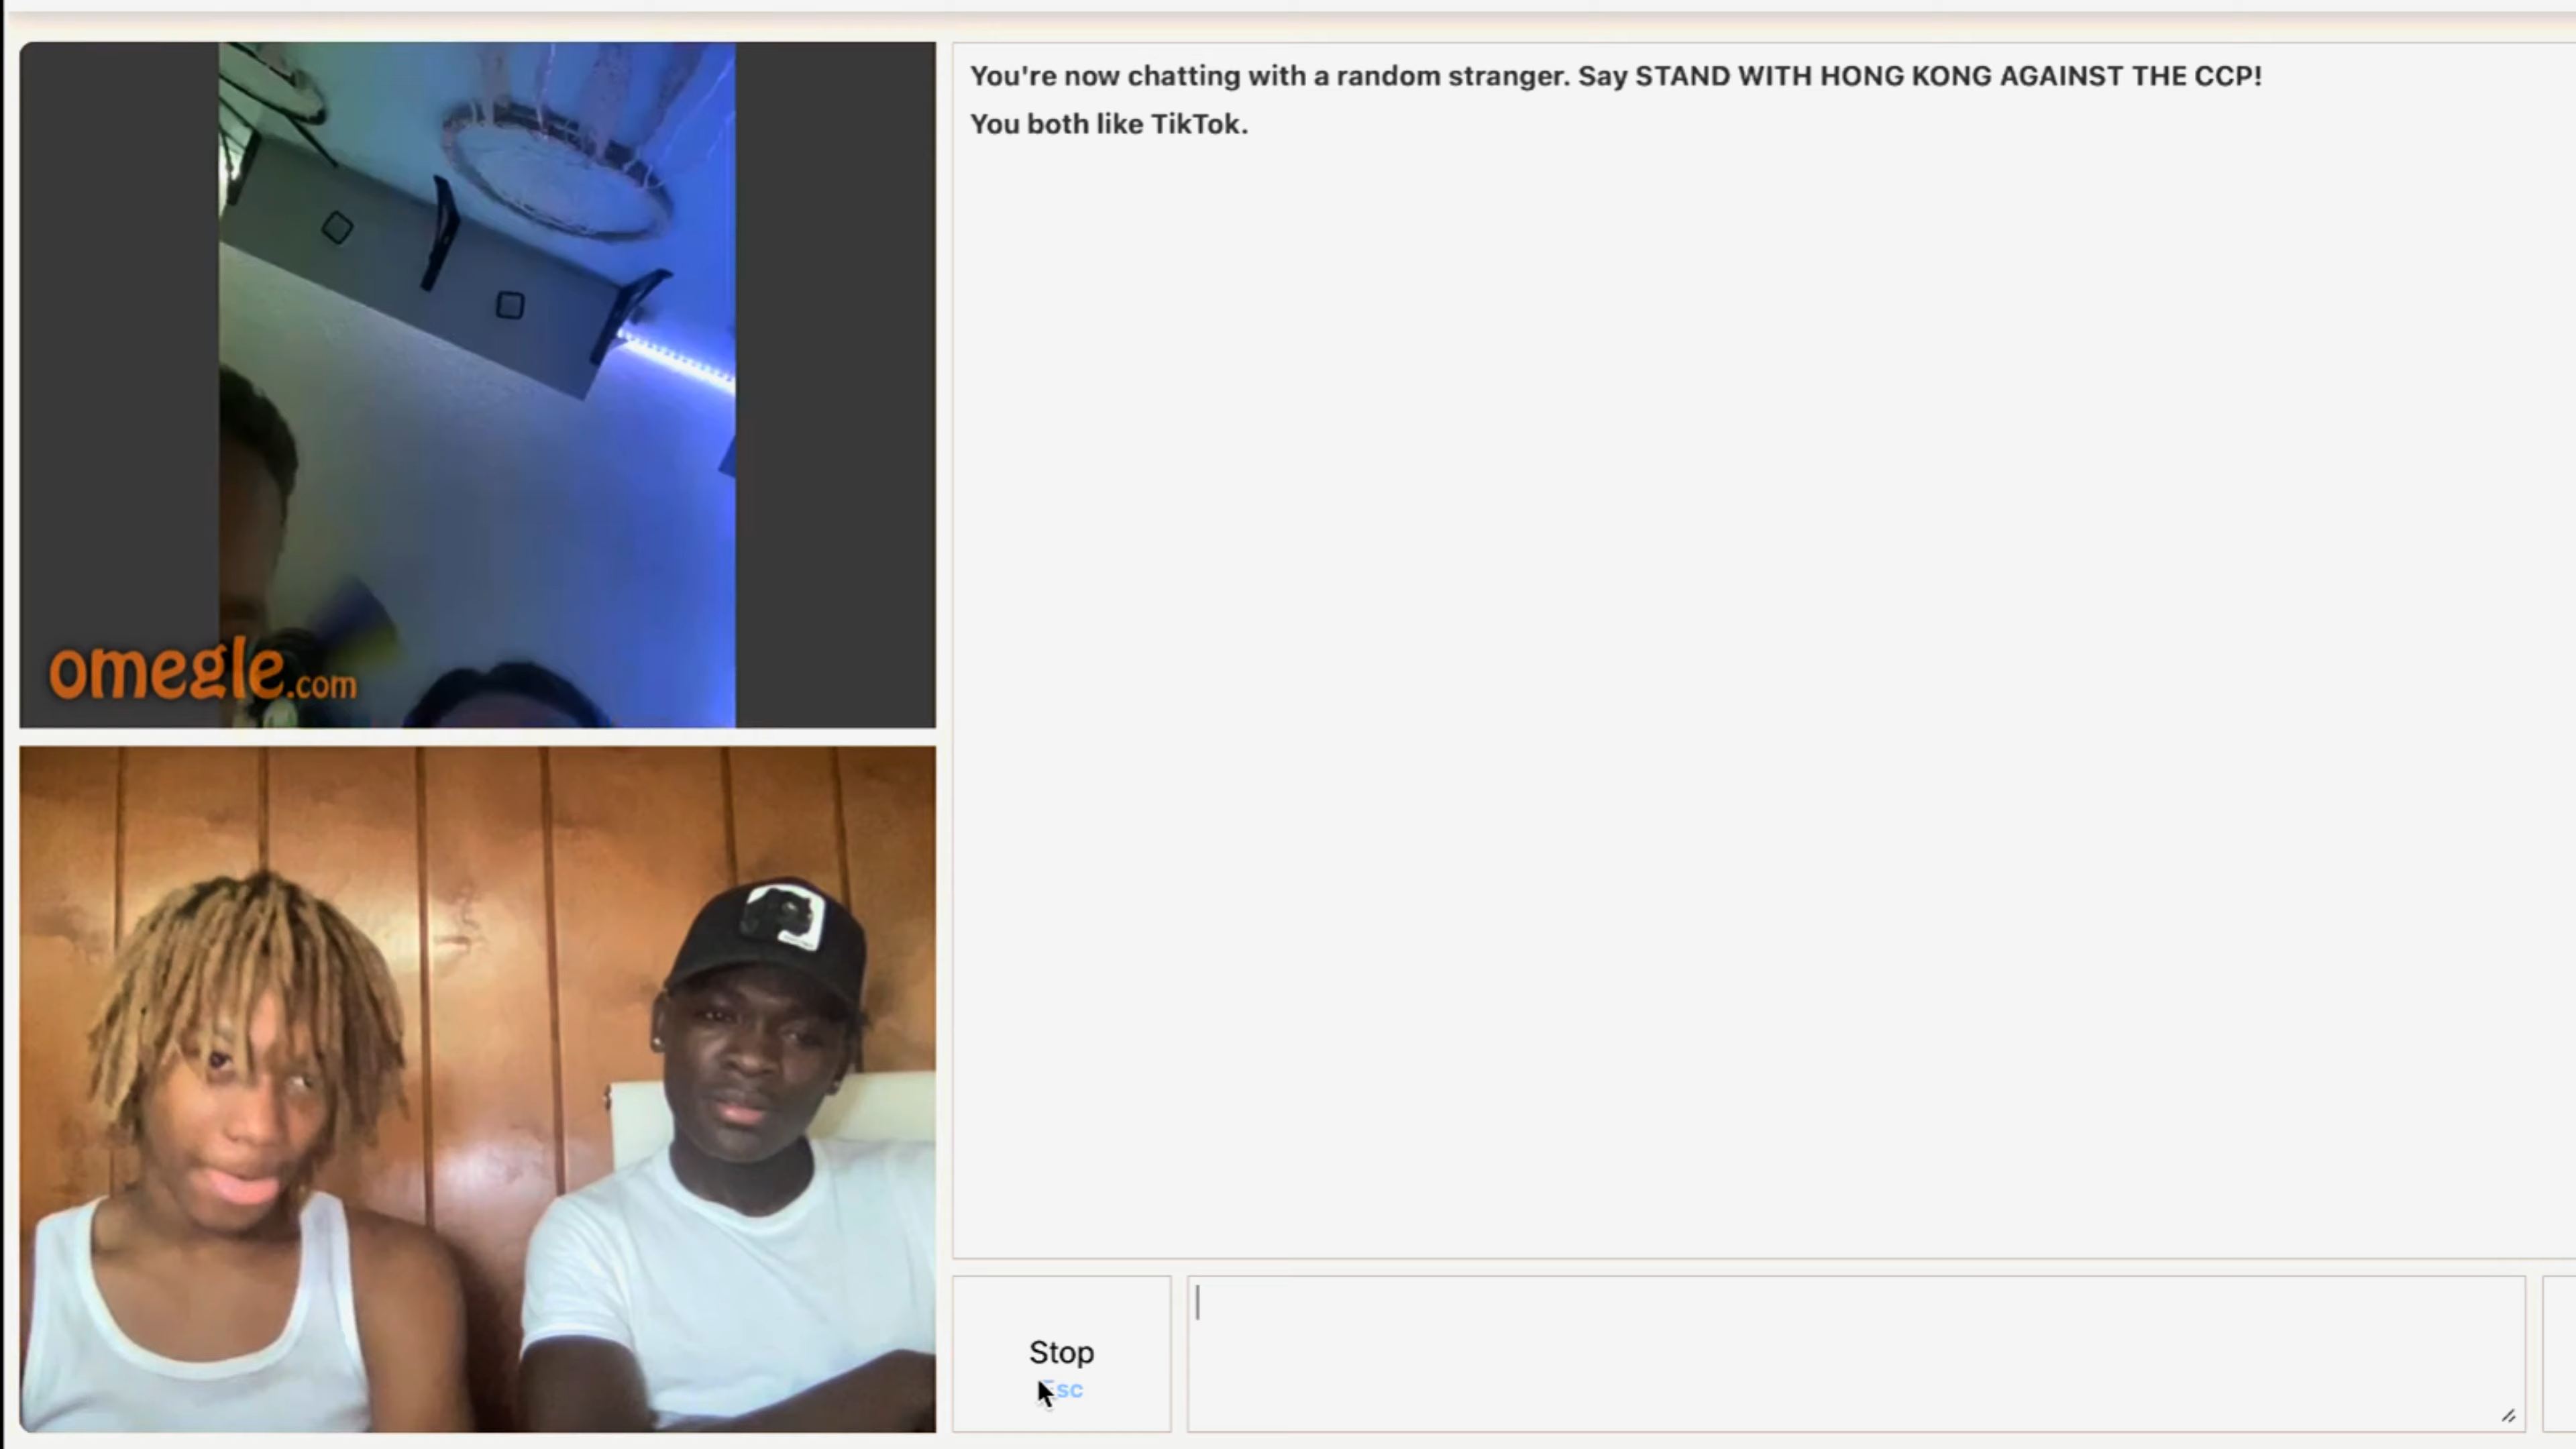 You're now chatting with a random stranger. Say STAND WITH HONG KONG AGAINST THE CCP!
You both like TikTok.
omegle.com
Stop